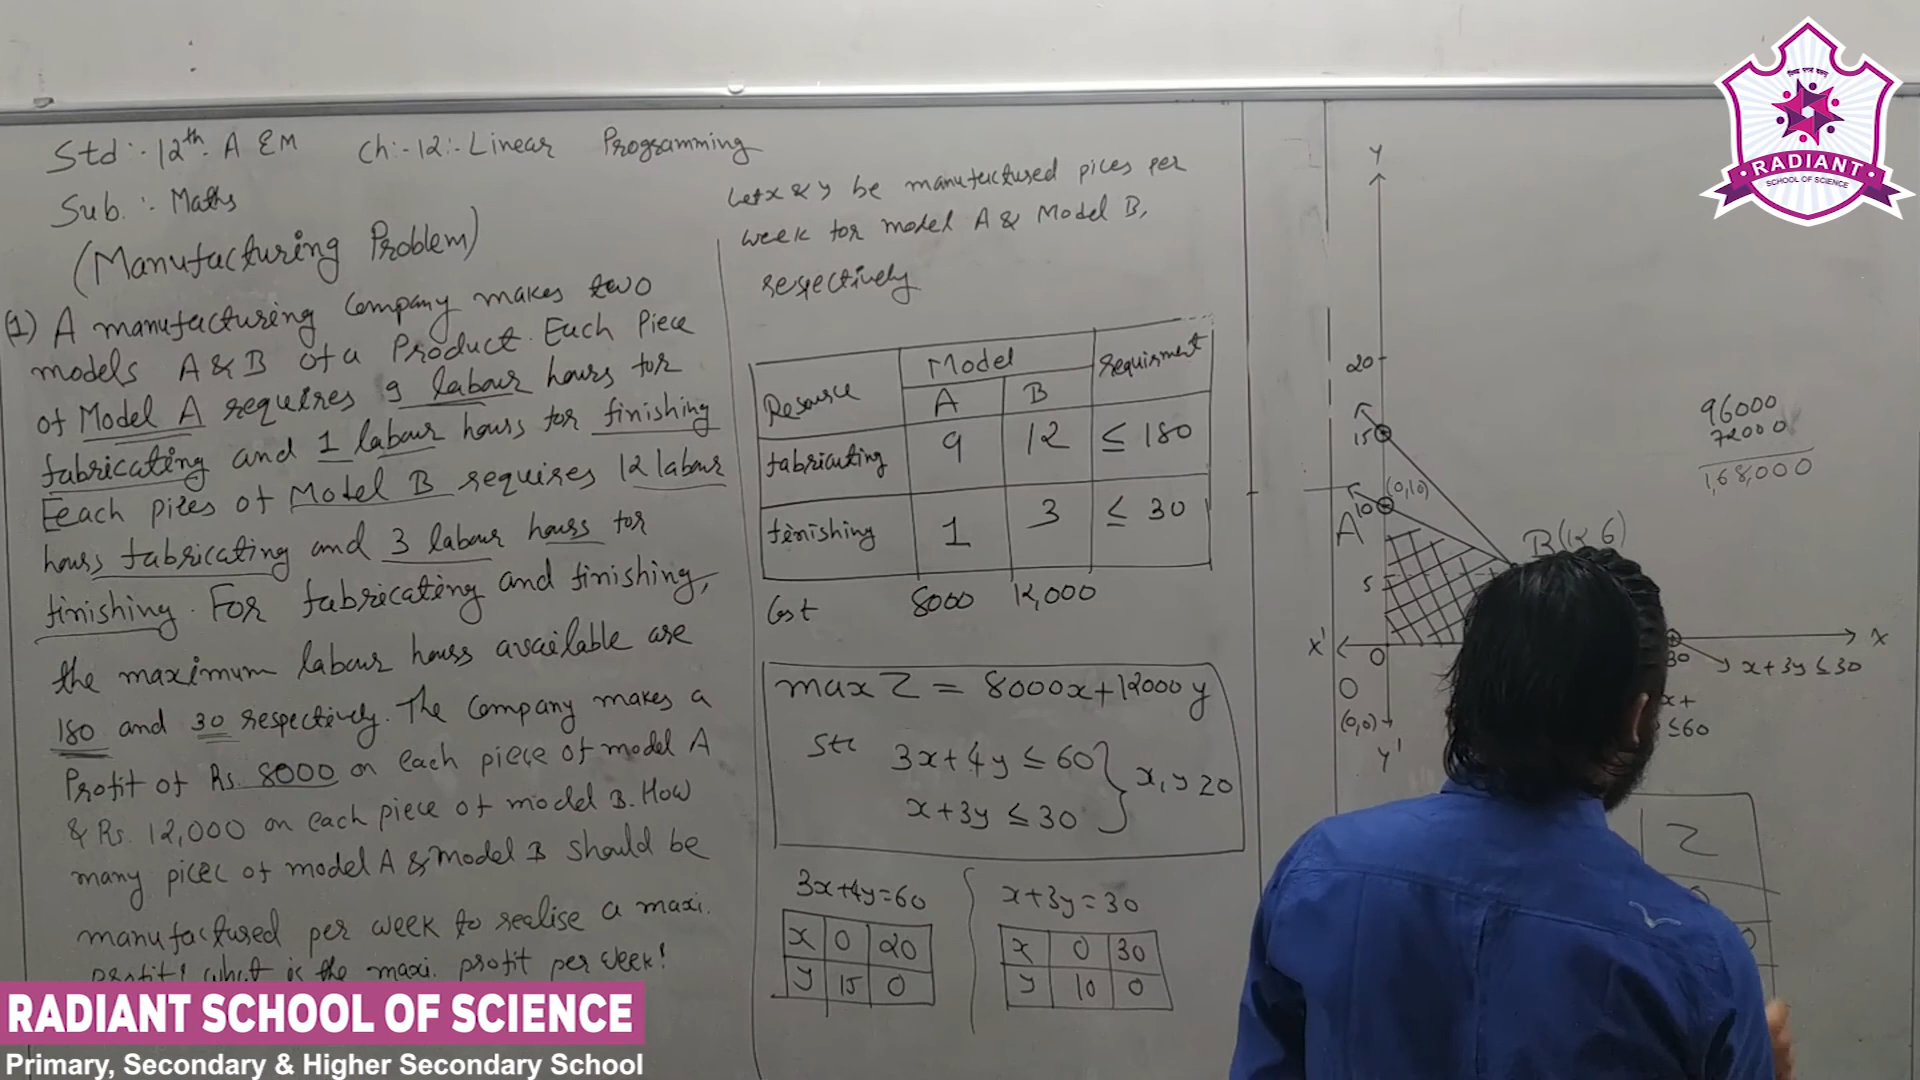 Std :- 12th A EM Ch:- 12:- Linear Programming
Sub. :- Maths
(Manufacturing Problem)
(1) A manufacturing Company makes two
models A & B of a Product. Each Piece
of Model A requires 9 labour hours for
fabricating and 1 labour hours for finishing
Eeach pices of Model B requires 12 labour
hours fabricating and 3 labour hours for
finishing. For fabricating and finishing,
the maximum labour hours available are
180 and 30 respectively. The Company makes a
Profit of Rs. 8000 on each piece of model A
& Rs. 12,000 on each piece of model B. How
many picec of model A & model B should be
manufactured per week to realise a maxi.
profit? what is the maxi. profit per week!
Let x & y be manufactured pices per
week for model A & Model B,
respectively
Resource Model requirment
A B
fabricating 9 12 ≤ 180
finishing 1 3 ≤ 30
Cost 8000 12,000
max Z = 8000x+12000y
Stc 3x+4y ≤ 60
x+3y ≤ 30 } x, y ≥ 0
3x+4y=60
x 0 20
y 15 0
x+3y=30
x 0 30
y 10 0
Y
20
15
10 (0,10)
A
B(12,6)
5
X' O 30 X
x+3y ≤ 30
O
(0,0)
Y'
x+
≤60
96000
72000
1,68,000
Z
0
RADIANT
SCHOOL OF SCIENCE
RADIANT SCHOOL OF SCIENCE
Primary, Secondary & Higher Secondary School